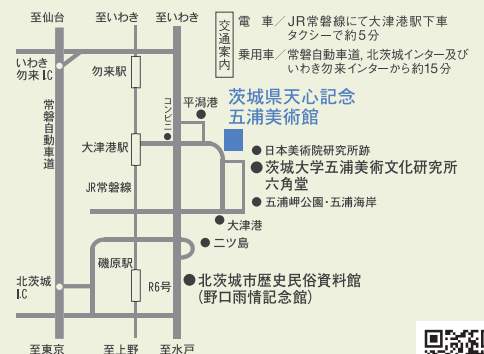 至仙台
至いわき
至いわき
交通案内
電　車／JR常磐線にて大津港駅下車
タクシーで約5分
乗用車／常磐自動車道,北茨城インター及び
いわき勿来インターから約15分
いわき
勿来I.C
勿来駅
コンビニ
平潟港
茨城県天心記念
五浦美術館
常磐自動車道
大津港駅
日本美術院研究所跡
茨城大学五浦美術文化研究所
六角堂
JR常磐線
五浦岬公園・五浦海岸
大津港
二ツ島
磯原駅
北茨城
I.C
R6号
北茨城市歴史民俗資料館
(野口雨情記念館)
至東京
至上野
至水戸